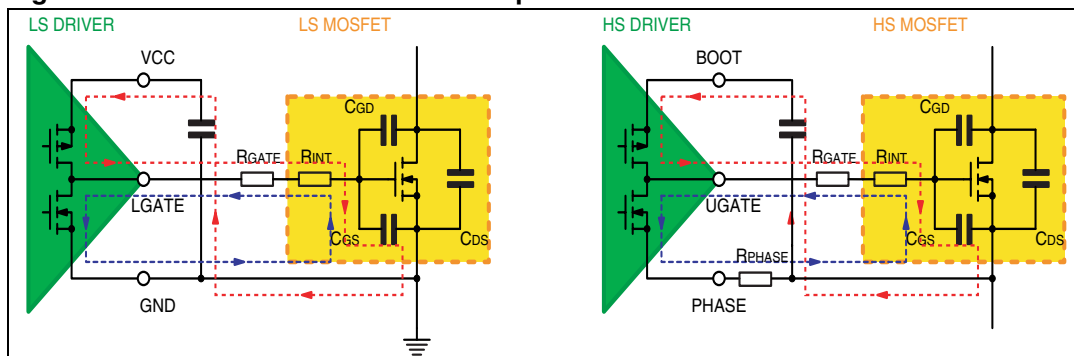 LS DRIVER
LS MOSFET
HS DRIVER
HS MOSFET
VCC
CGD
RGATE
RINT
LGATE
CGS
CDS
GND
BOOT
CGD
RGATE
RINT
UGATE
CGS
CDS
RPHASE
PHASE